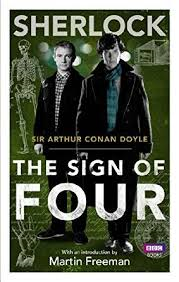 SHERLOCK
SIR ARTHUR CONAN DOYLE
THE SIGN OF
FOUR
With an introduction by
Martin Freeman
BBC
BOOKS